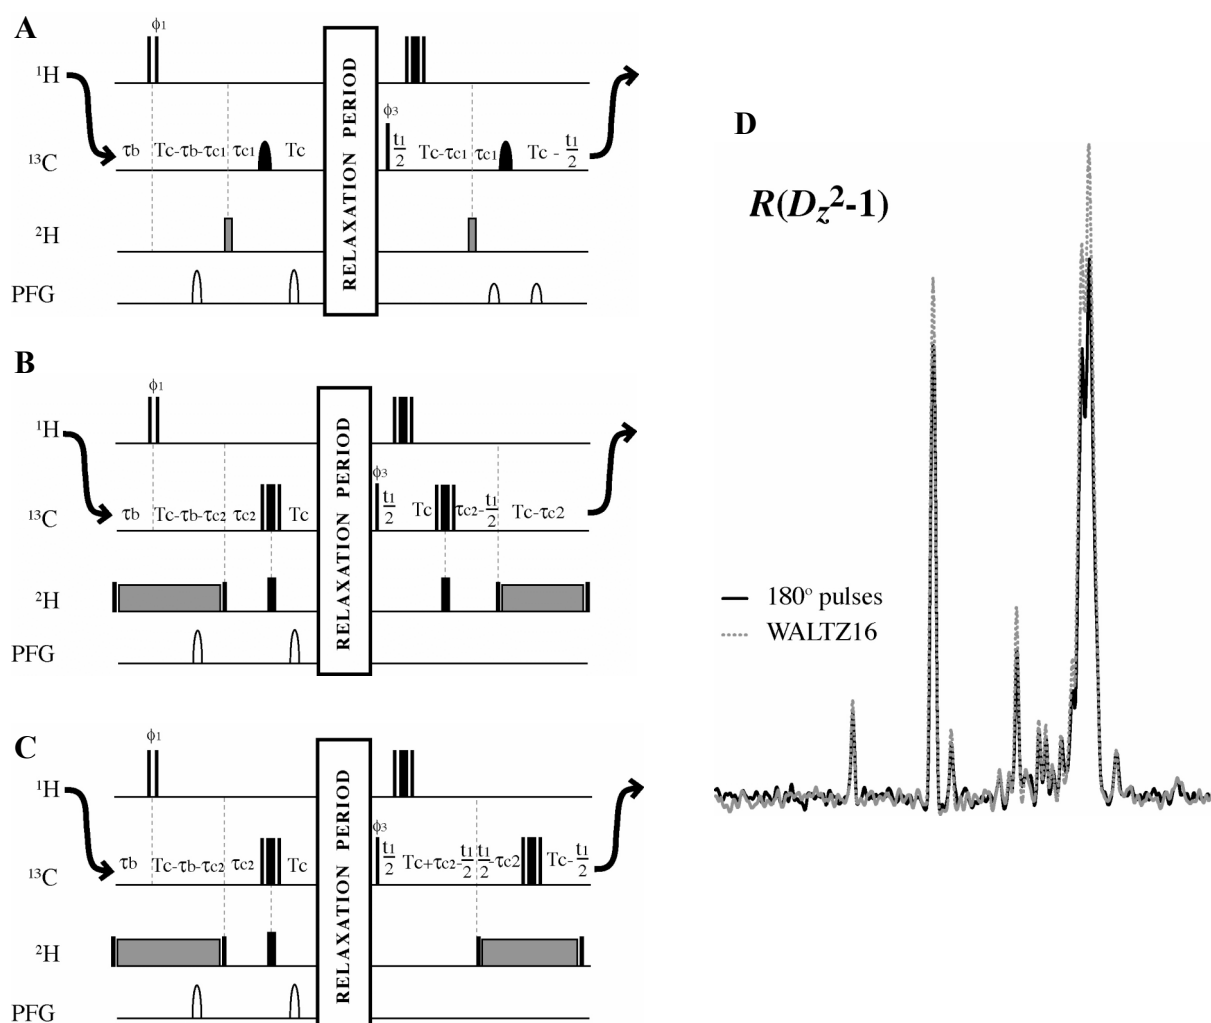 A
ϕ1
¹H
ϕ3
¹³C τb Tc-τb-τc1 τc1 Tc t1/2 Tc-τc1 τc1 Tc - t1/2
²H
PFG
RELAXATION PERIOD
B
ϕ1
¹H
ϕ3
¹³C τb Tc-τb-τc2 τc2 Tc t1/2 Tc τc2-t1/2 Tc-τc2
²H
PFG
RELAXATION PERIOD
C
ϕ1
¹H
ϕ3
¹³C τb Tc-τb-τc2 τc2 Tc t1/2 Tc+τc2-t1/2 t1/2-τc2 Tc-t1/2
²H
PFG
RELAXATION PERIOD
D
R(Dz²-1)
180° pulses
WALTZ16